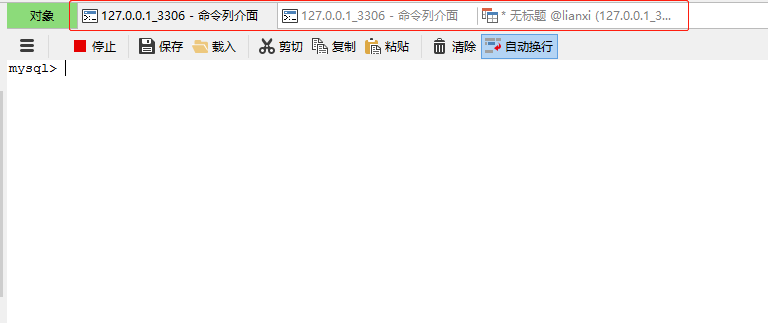 对象 127.0.0.1_3306 - 命令列介面 127.0.0.1_3306 - 命令列介面 * 无标题 @lianxi (127.0.0.1_3...
停止 保存 载入 剪切 复制 粘贴 清除 自动换行
mysql>